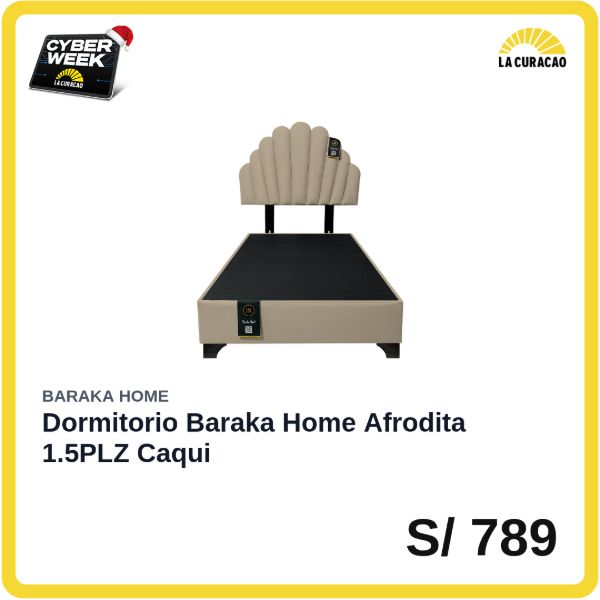 CYBER
WEEK
LA CURACAO
LA CURACAO
BARAKA HOME
Dormitorio Baraka Home Afrodita
1.5PLZ Caqui
S/ 789